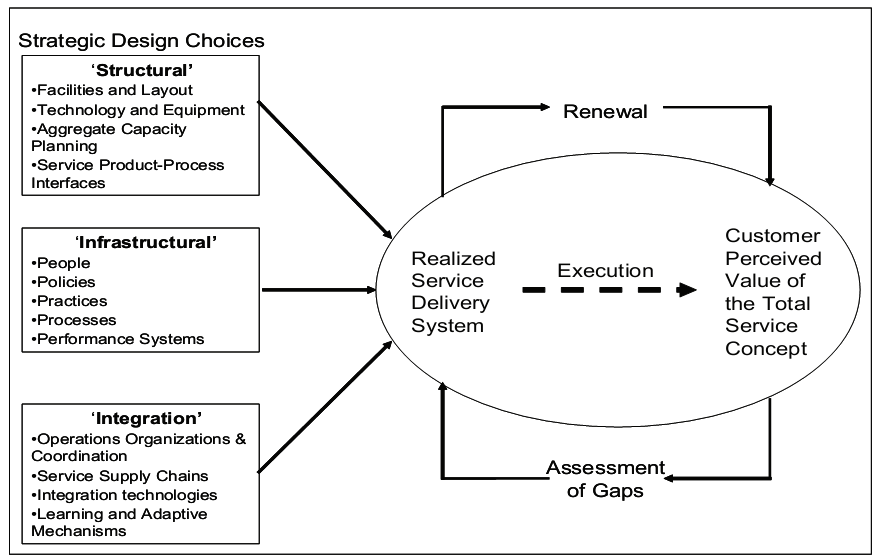 Strategic Design Choices
‘Structural’
•Facilities and Layout
•Technology and Equipment
•Aggregate Capacity
Planning
•Service Product-Process
Interfaces
‘Infrastructural’
•People
•Policies
•Practices
•Processes
•Performance Systems
‘Integration’
•Operations Organizations &
Coordination
•Service Supply Chains
•Integration technologies
•Learning and Adaptive
Mechanisms
Renewal
Realized
Service
Delivery
System
Execution
Customer
Perceived
Value of
the Total
Service
Concept
Assessment
of Gaps